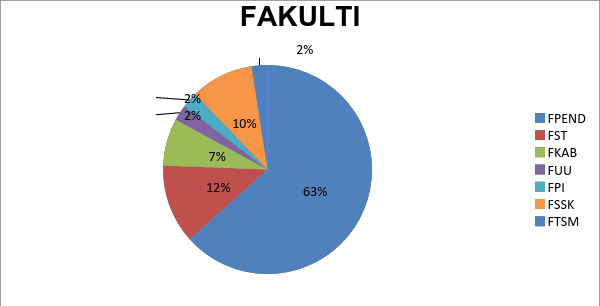 FAKULTI
2%
2%
2%
10%
7%
12%
63%
FPEND
FST
FKAB
FUU
FPI
FSSK
FTSM